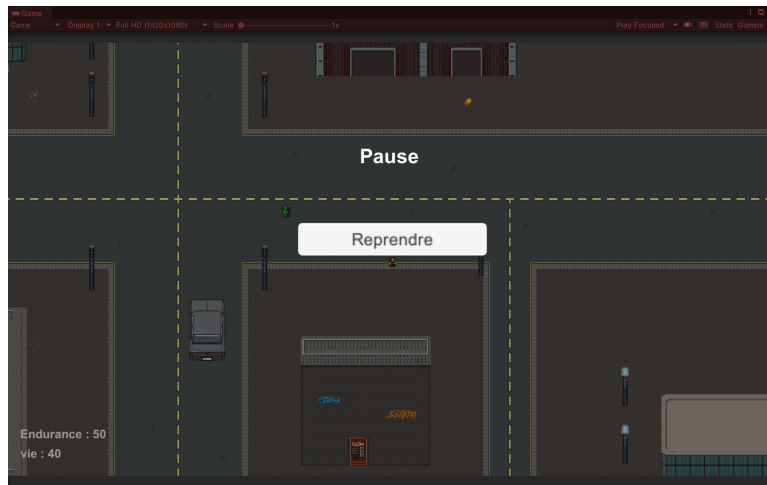 Game
Game Display 1 Full HD (1920x1080) Scale 1x Play Focused Stats Gizmos
Pause
Reprendre
Endurance : 50
vie : 40